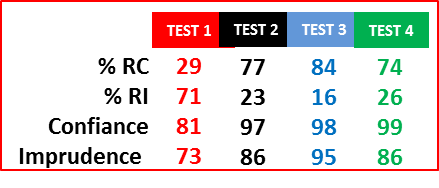 TEST 1 TEST 2 TEST 3 TEST 4
% RC 29 77 84 74
% RI 71 23 16 26
Confiance 81 97 98 99
Imprudence 73 86 95 86